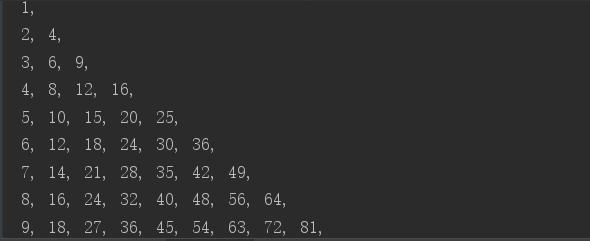 1,
2, 4,
3, 6, 9,
4, 8, 12, 16,
5, 10, 15, 20, 25,
6, 12, 18, 24, 30, 36,
7, 14, 21, 28, 35, 42, 49,
8, 16, 24, 32, 40, 48, 56, 64,
9, 18, 27, 36, 45, 54, 63, 72, 81,